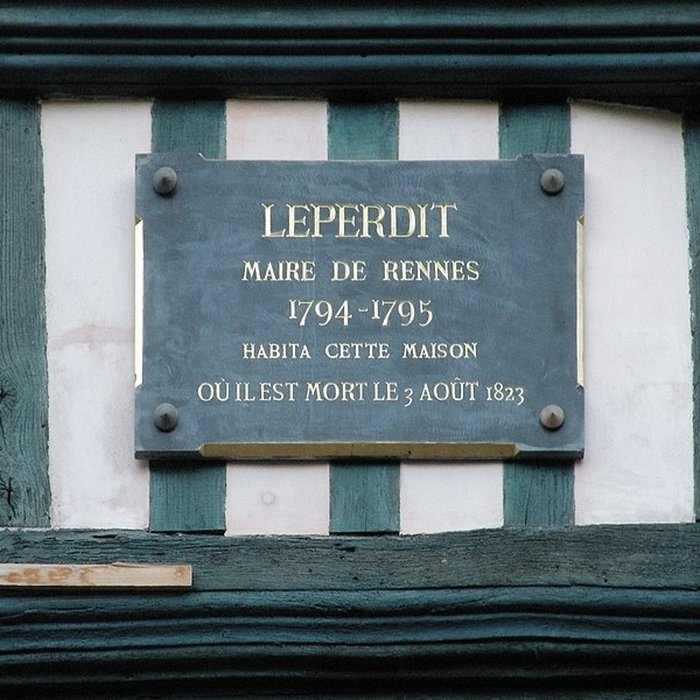 LEPERDIT
MAIRE DE RENNES
1794-1795
HABITA CETTE MAISON
OÙ IL EST MORT LE 3 AOÛT 1823